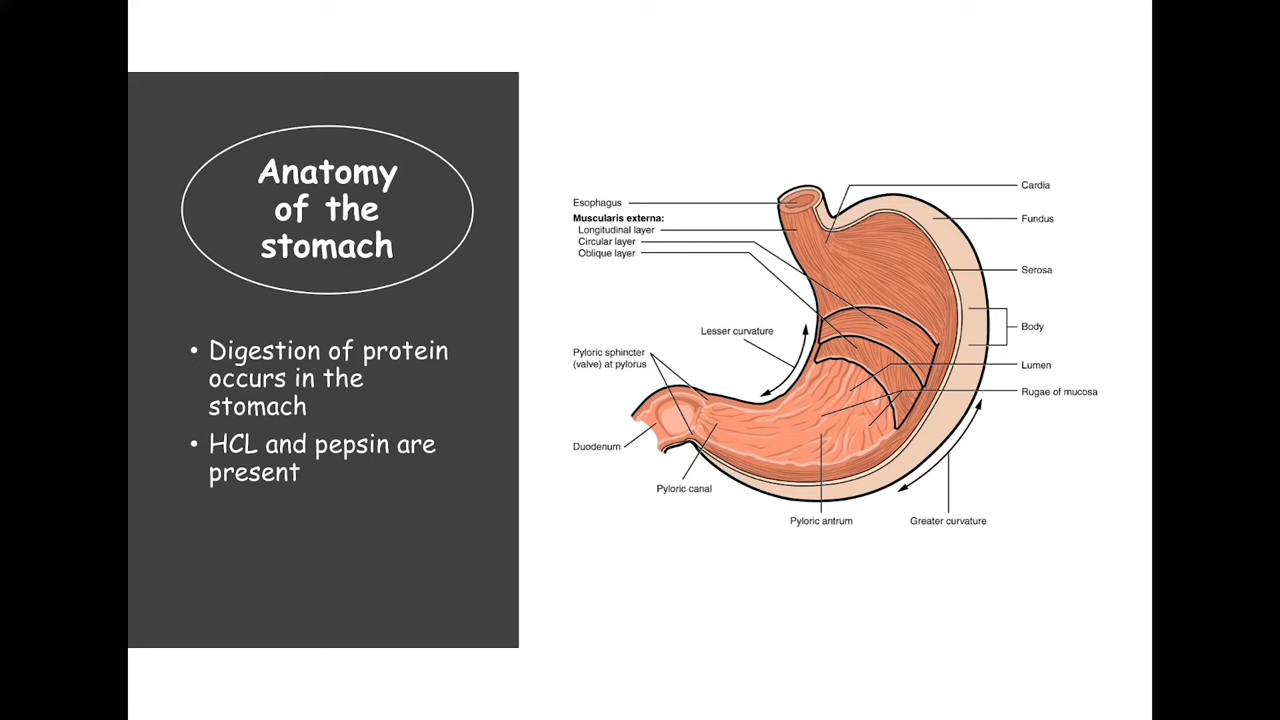 Anatomy
of the
stomach
• Digestion of protein
occurs in the
stomach
• HCL and pepsin are
present
Esophagus
Muscularis externa:
Longitudinal layer
Circular layer
Oblique layer
Lesser curvature
Pyloric sphincter
(valve) at pylorus
Duodenum
Pyloric canal
Pyloric antrum
Greater curvature
Cardia
Fundus
Serosa
Body
Lumen
Rugae of mucosa